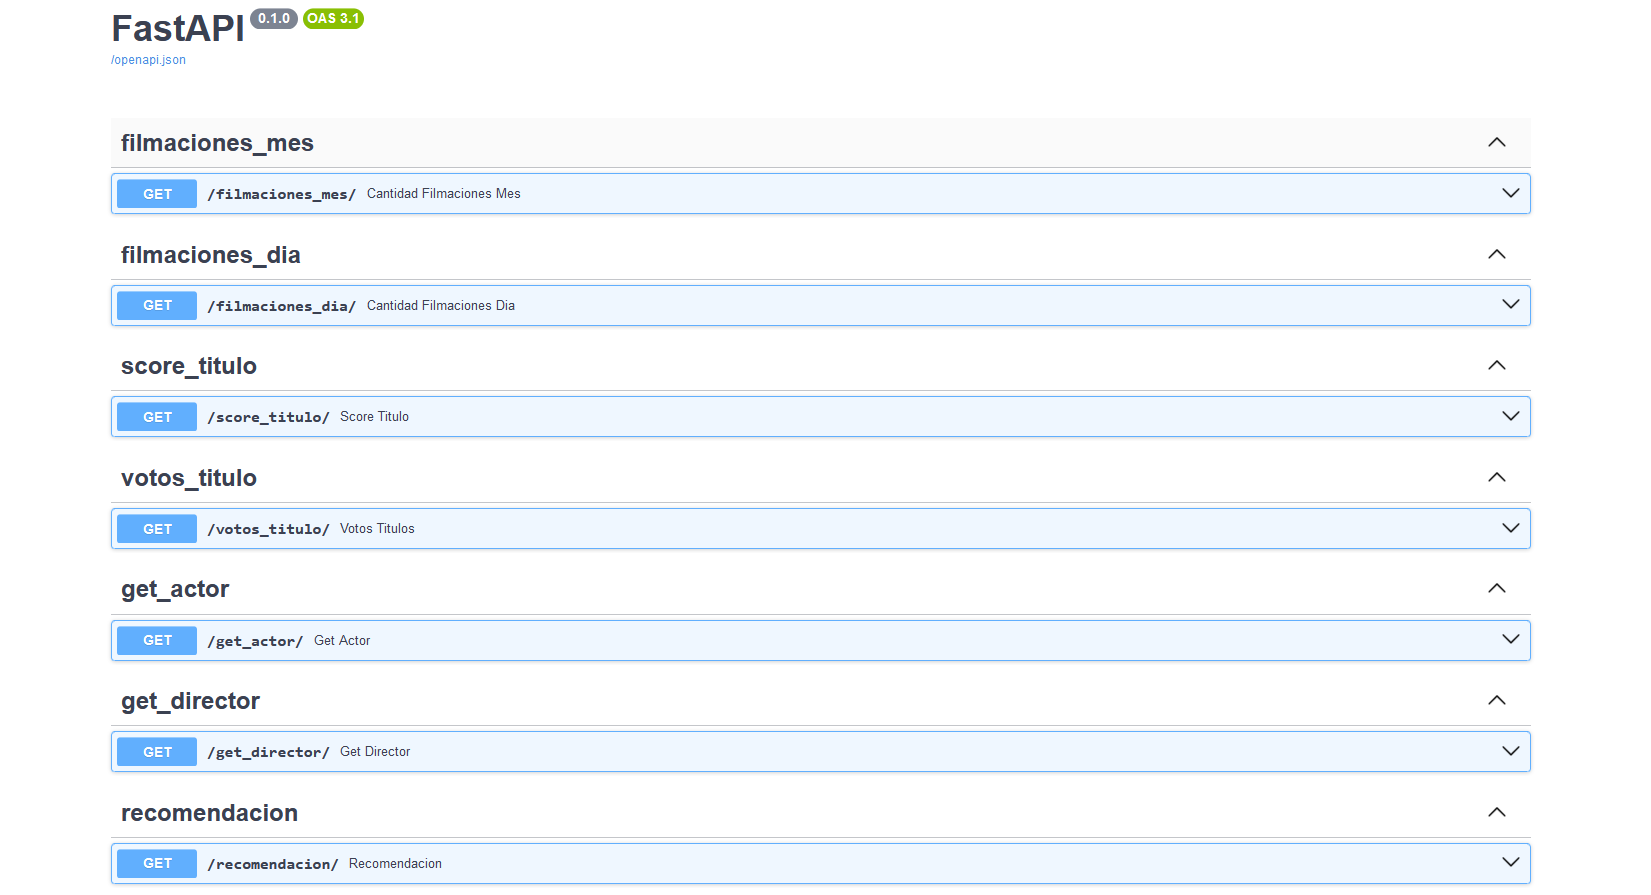 FastAPI 0.1.0 OAS 3.1
/openapi.json
filmaciones_mes
GET /filmaciones_mes/ Cantidad Filmaciones Mes
filmaciones_dia
GET /filmaciones_dia/ Cantidad Filmaciones Dia
score_titulo
GET /score_titulo/ Score Titulo
votos_titulo
GET /votos_titulo/ Votos Titulos
get_actor
GET /get_actor/ Get Actor
get_director
GET /get_director/ Get Director
recomendacion
GET /recomendacion/ Recomendacion